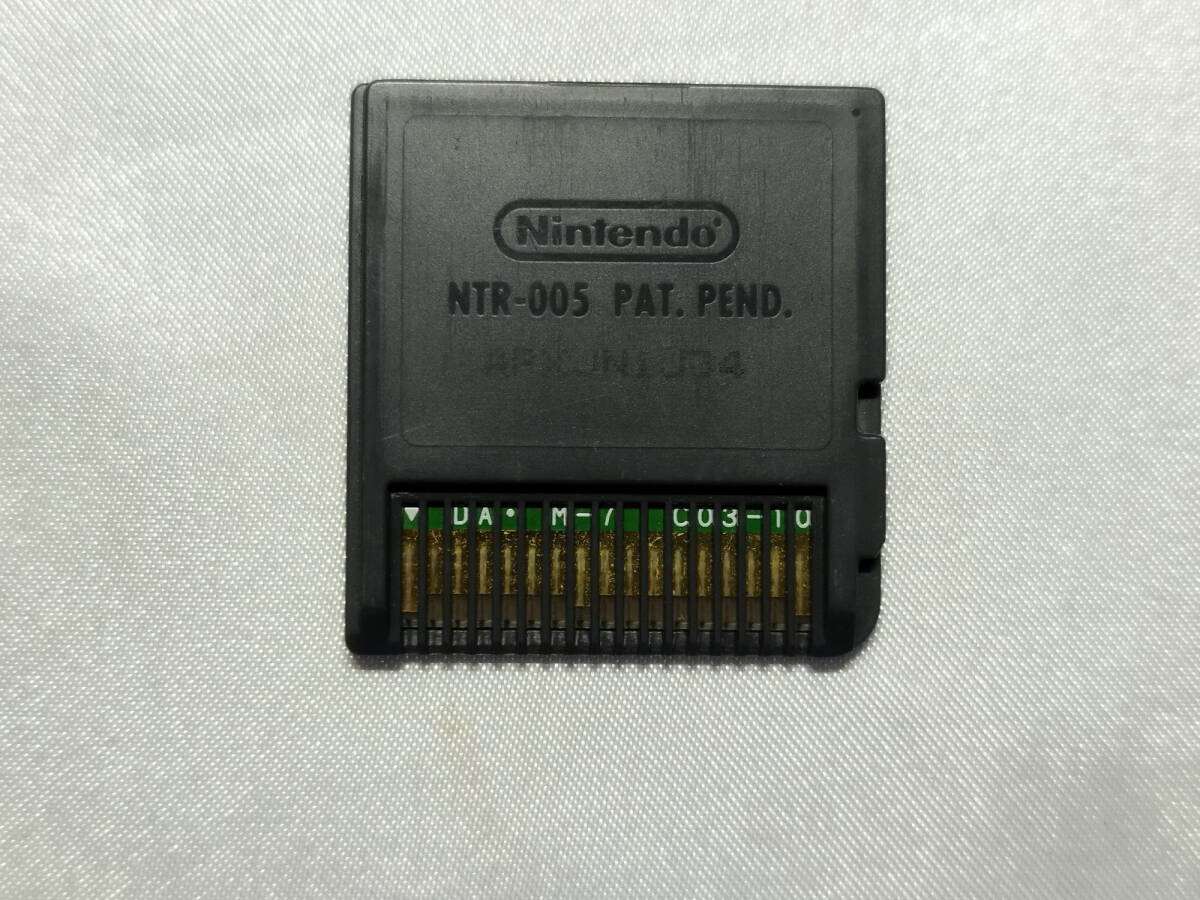 Nintendo®
NTR-005 PAT. PEND.
DA• M-7 C03-10